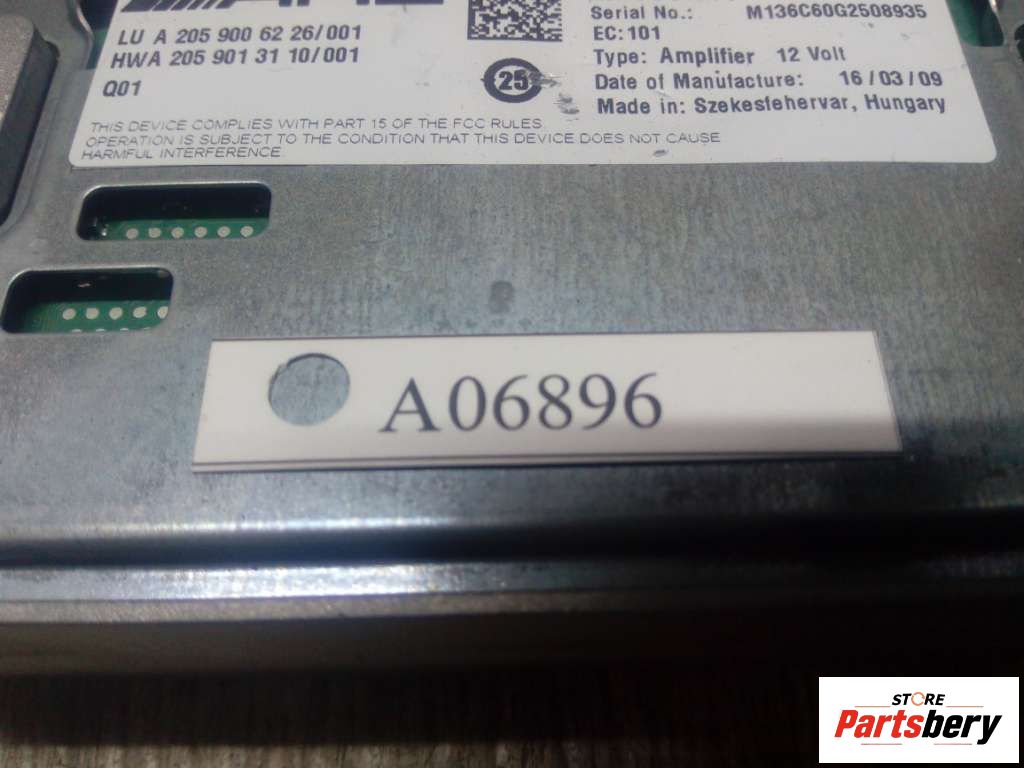 Serial No.: M136C60G2508935
LU A 205 900 62 26/001
EC: 101
HWA 205 901 31 10/001
Type: Amplifier 12 Volt
Q01
25
Date of Manufacture: 16/03/09
Made in: Szekesfehervar, Hungary
THIS DEVICE COMPLIES WITH PART 15 OF THE FCC RULES.
OPERATION IS SUBJECT TO THE CONDITION THAT THIS DEVICE DOES NOT CAUSE
HARMFUL INTERFERENCE.
A06896
STORE
Partsbery